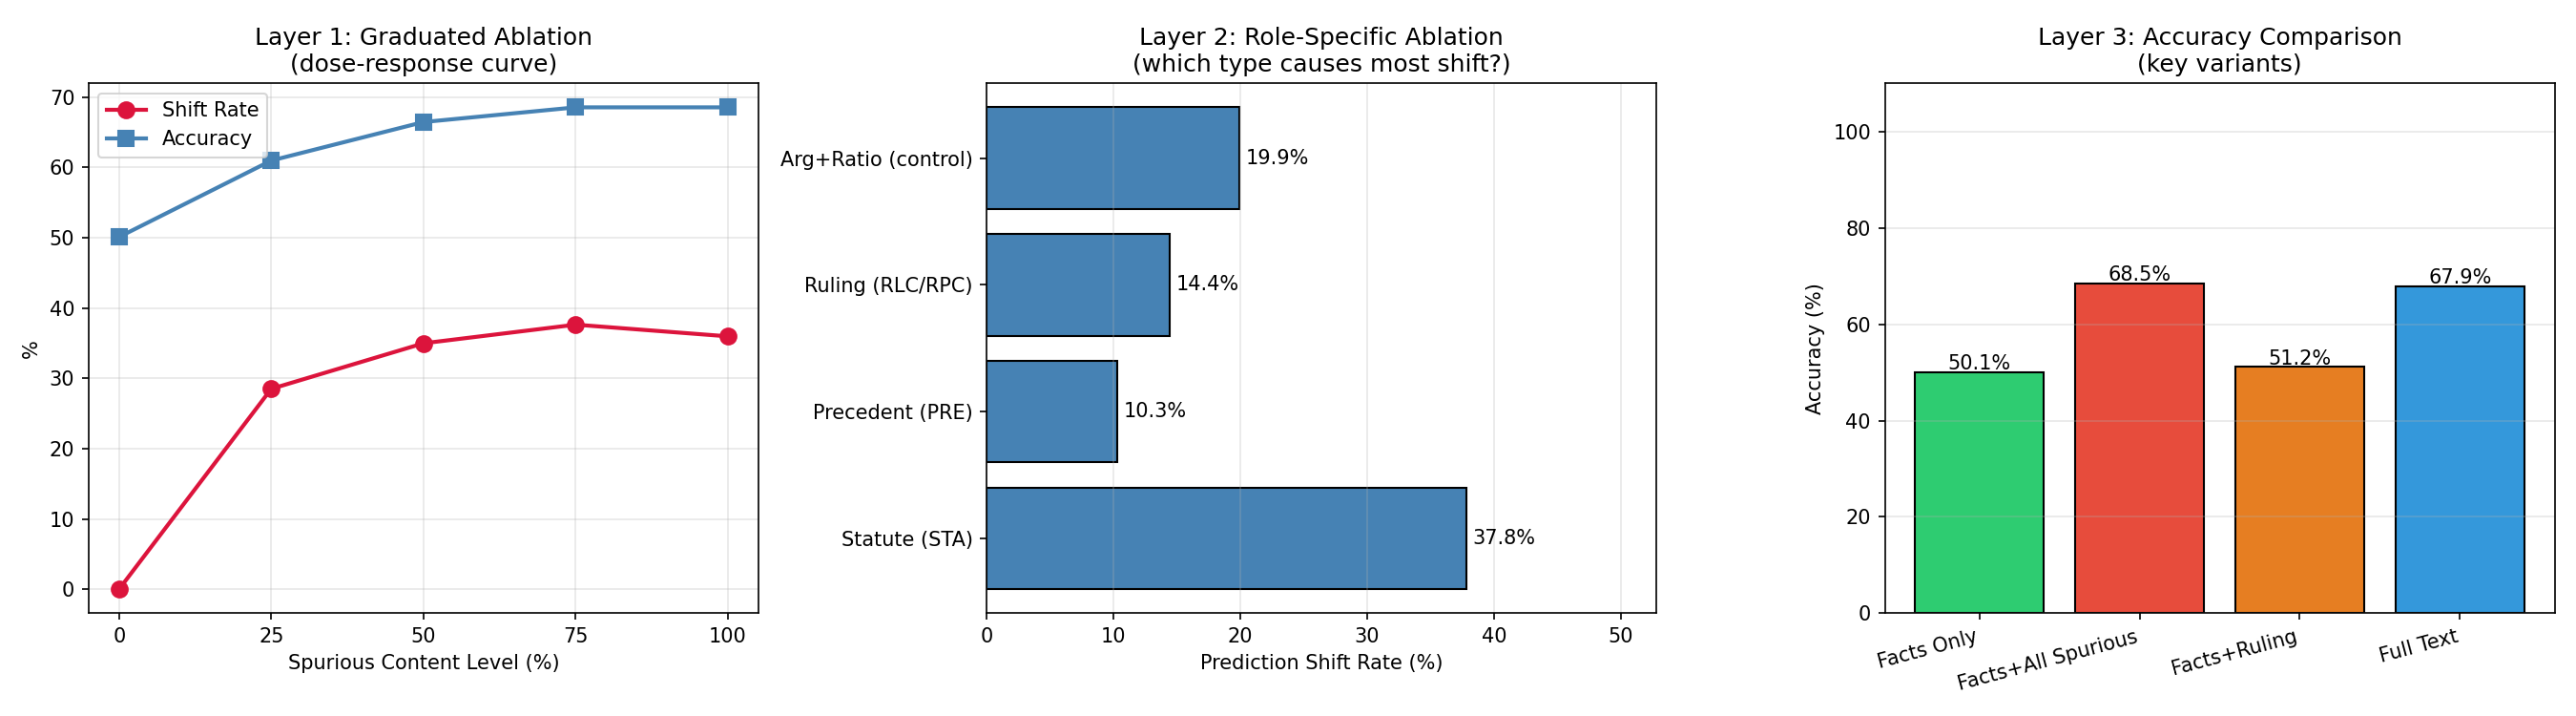 Layer 1: Graduated Ablation
(dose-response curve)
Shift Rate
Accuracy
70
60
50
40
30
20
10
0
%
0 25 50 75 100
Spurious Content Level (%)
Layer 2: Role-Specific Ablation
(which type causes most shift?)
Arg+Ratio (control) 19.9%
Ruling (RLC/RPC) 14.4%
Precedent (PRE) 10.3%
Statute (STA) 37.8%
0 10 20 30 40 50
Prediction Shift Rate (%)
Layer 3: Accuracy Comparison
(key variants)
Accuracy (%)
100
80
60
40
20
0
50.1% 68.5% 51.2% 67.9%
Facts Only
Facts+All Spurious
Facts+Ruling
Full Text